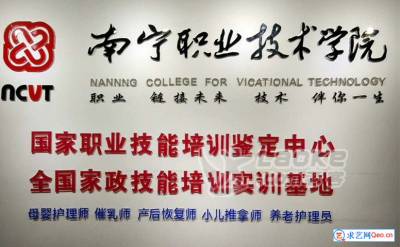 南宁职业技术学院
NCVT
NANNNG COLLEGE FOR VICATIONAL TECHNOLOGY
职业 链接未来 技术 伴你一生
国家职业技能培训鉴定中心
全国家政技能培训实训基地
Laoke
母婴护理师 催乳师 产后恢复师 小儿推拿师 养老护理员
求艺网Qeo.cn